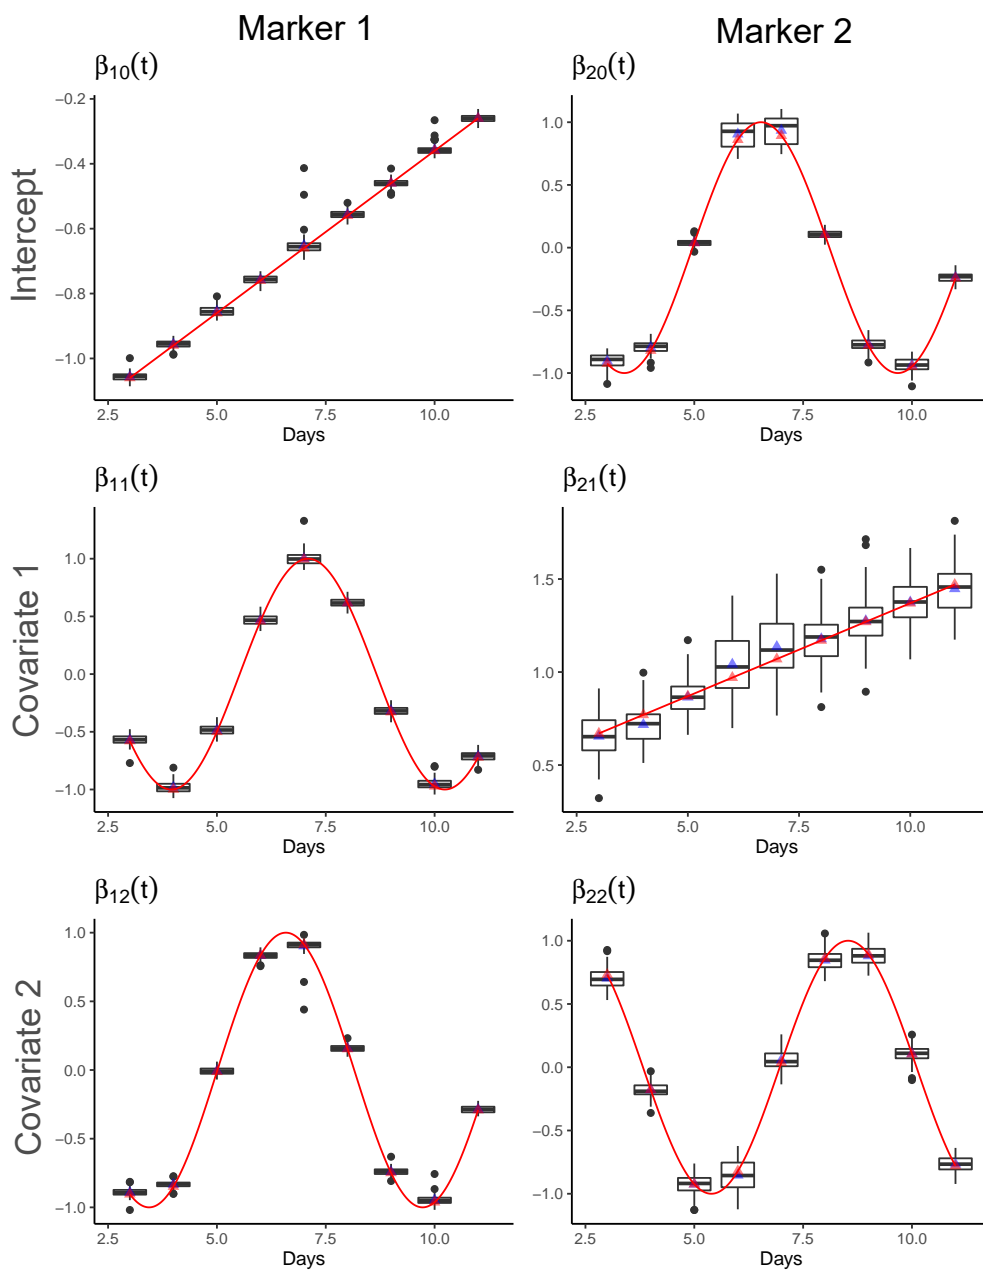 Marker 1
Marker 2
Intercept
β10(t)
−0.2
−0.4
−0.6
−0.8
−1.0
2.5 5.0 7.5 10.0
Days
β20(t)
1.0
0.5
0.0
−0.5
−1.0
2.5 5.0 7.5 10.0
Days
Covariate 1
β11(t)
1.0
0.5
0.0
−0.5
−1.0
2.5 5.0 7.5 10.0
Days
β21(t)
1.5
1.0
0.5
2.5 5.0 7.5 10.0
Days
Covariate 2
β12(t)
1.0
0.5
0.0
−0.5
−1.0
2.5 5.0 7.5 10.0
Days
β22(t)
1.0
0.5
0.0
−0.5
−1.0
2.5 5.0 7.5 10.0
Days